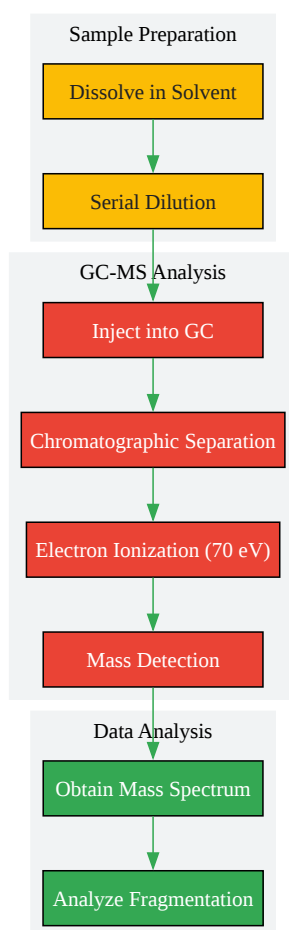 Sample Preparation
Dissolve in Solvent
Serial Dilution
GC-MS Analysis
Inject into GC
Chromatographic Separation
Electron Ionization (70 eV)
Mass Detection
Data Analysis
Obtain Mass Spectrum
Analyze Fragmentation